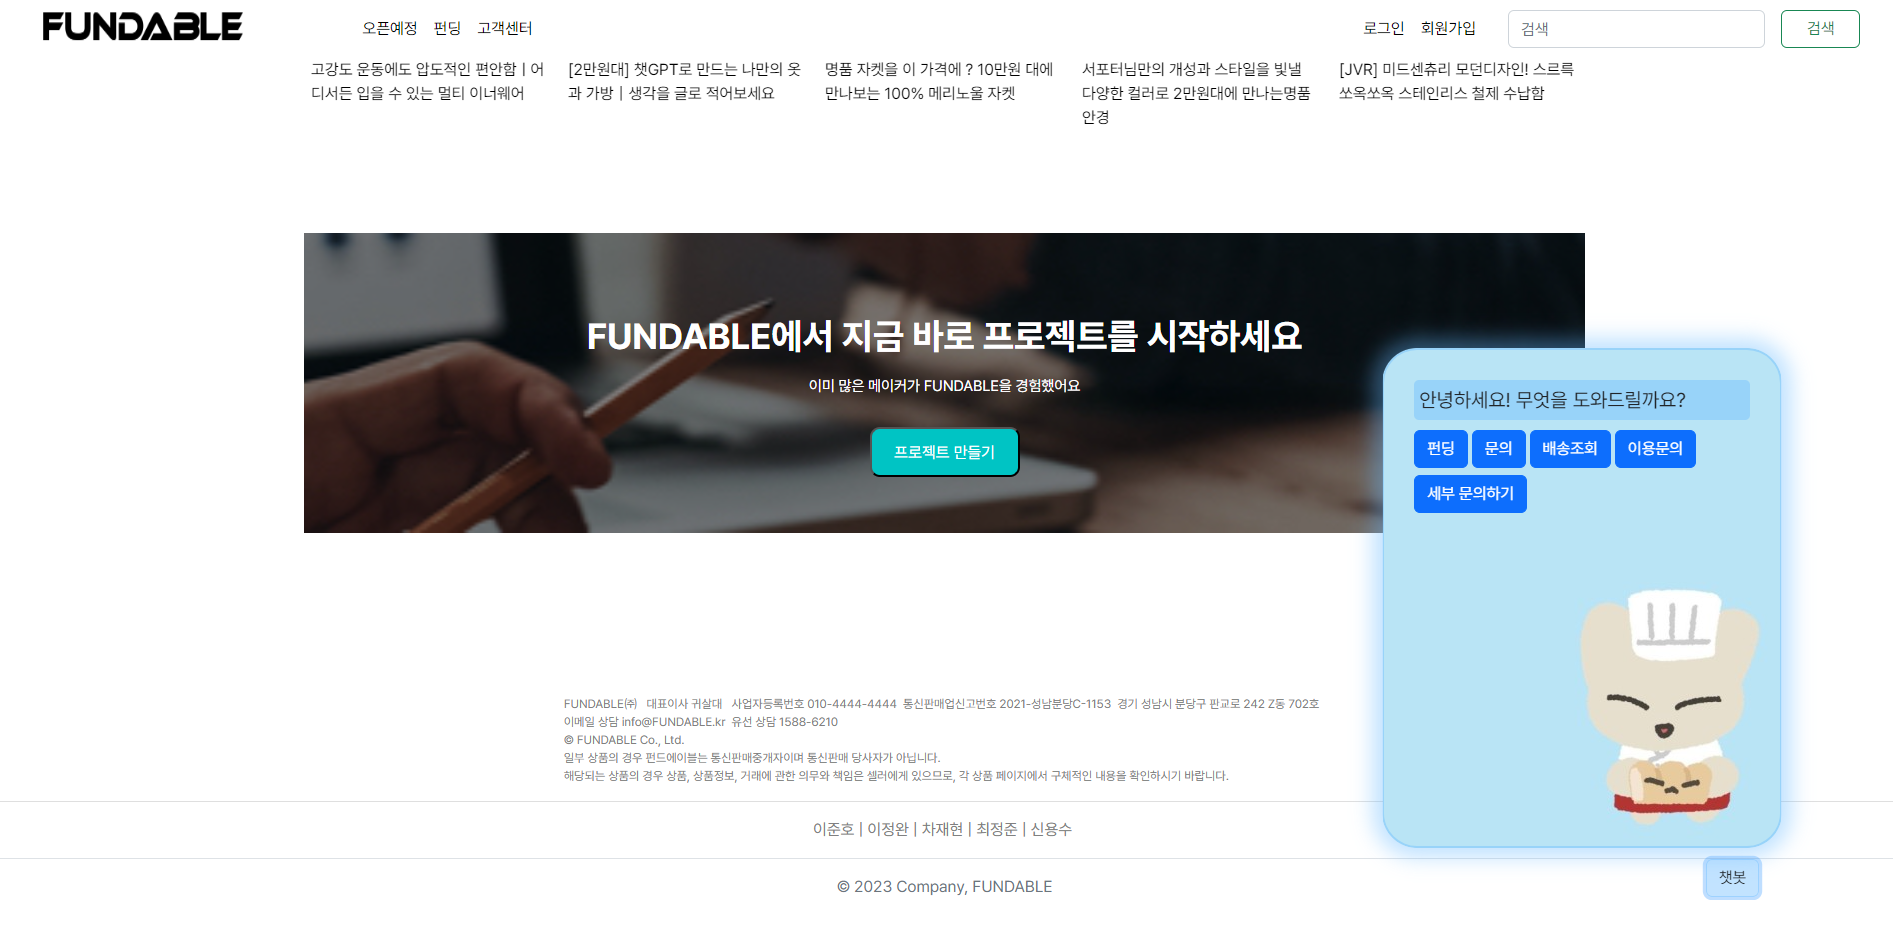 FUNDABLE
오픈예정 펀딩 고객센터
로그인 회원가입 검색 검색
고강도 운동에도 압도적인 편안함ㅣ어
디서든 입을 수 있는 멀티 이너웨어
[2만원대] 챗GPT로 만드는 나만의 옷
과 가방ㅣ생각을 글로 적어보세요
명품 자켓을 이 가격에 ? 10만원 대에
만나보는 100% 메리노울 자켓
서포터님만의 개성과 스타일을 빛낼
다양한 컬러로 2만원대에 만나는명품
안경
[JVR] 미드센츄리 모던디자인! 스르륵
쏘옥쏘옥 스테인리스 철제 수납함
FUNDABLE에서 지금 바로 프로젝트를 시작하세요
이미 많은 메이커가 FUNDABLE을 경험했어요
프로젝트 만들기
안녕하세요! 무엇을 도와드릴까요?
펀딩 문의 배송조회 이용문의
세부 문의하기
FUNDABLE㈜ 대표이사 귀살대 사업자등록번호 010-4444-4444 통신판매업신고번호 2021-성남분당C-1153 경기 성남시 분당구 판교로 242 Z동 702호
이메일 상담 info@FUNDABLE.kr 유선 상담 1588-6210
© FUNDABLE Co., Ltd.
일부 상품의 경우 펀드에이블는 통신판매중개자이며 통신판매 당사자가 아닙니다.
해당되는 상품의 경우 상품, 상품정보, 거래에 관한 의무와 책임은 셀러에게 있으므로, 각 상품 페이지에서 구체적인 내용을 확인하시기 바랍니다.
이준호 | 이정완 | 차재현 | 최정준 | 신용수
챗봇
© 2023 Company, FUNDABLE